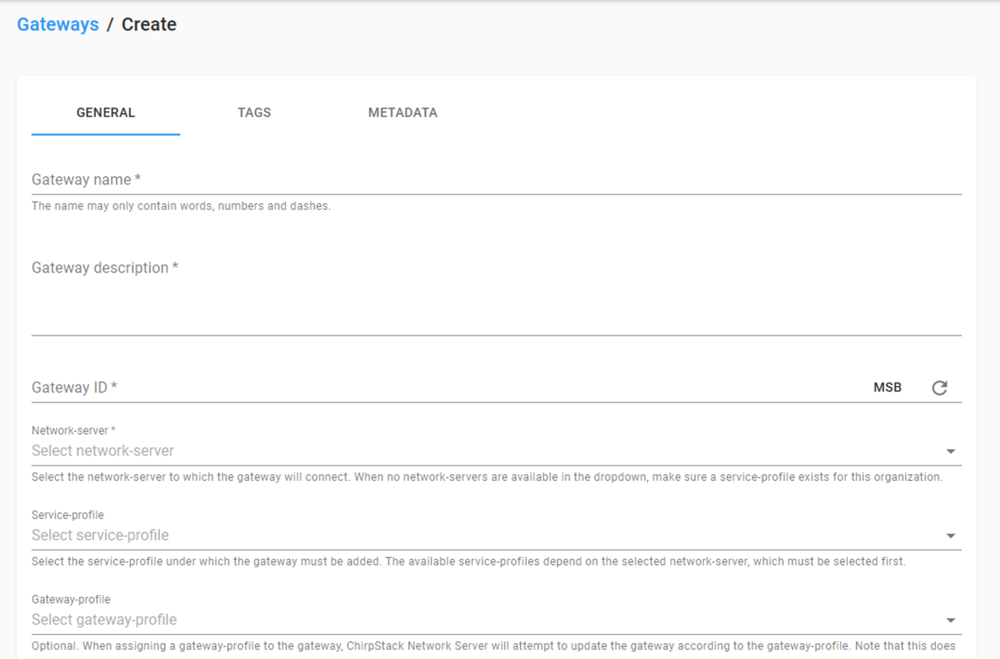 Gateways / Create
GENERAL TAGS METADATA
Gateway name *
The name may only contain words, numbers and dashes.
Gateway description *
Gateway ID * MSB
Network-server *
Select network-server
Select the network-server to which the gateway will connect. When no network-servers are available in the dropdown, make sure a service-profile exists for this organization.
Service-profile
Select service-profile
Select the service-profile under which the gateway must be added. The available service-profiles depend on the selected network-server, which must be selected first.
Gateway-profile
Select gateway-profile
Optional. When assigning a gateway-profile to the gateway, ChirpStack Network Server will attempt to update the gateway according to the gateway-profile. Note that this does